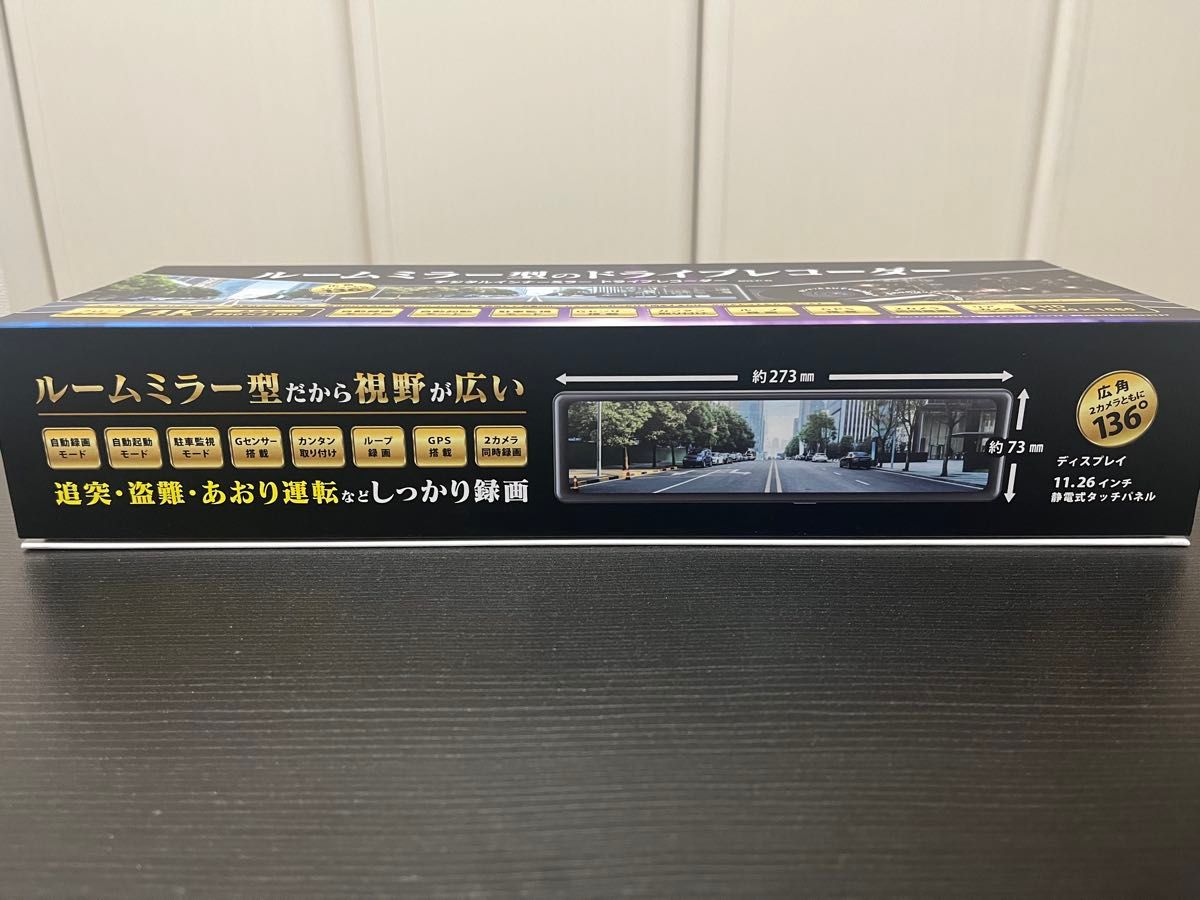 ルームミラー型のドライブレコーダー
4K
ルームミラー型だから視野が広い
自動録画モード
自動起動モード
駐車監視モード
Gセンサー搭載
カンタン取り付け
ループ録画
GPS搭載
2カメラ同時録画
追突・盗難・あおり運転などしっかり録画
約273㎜
約73㎜
広角
2カメラともに
136°
ディスプレイ
11.26インチ
静電式タッチパネル